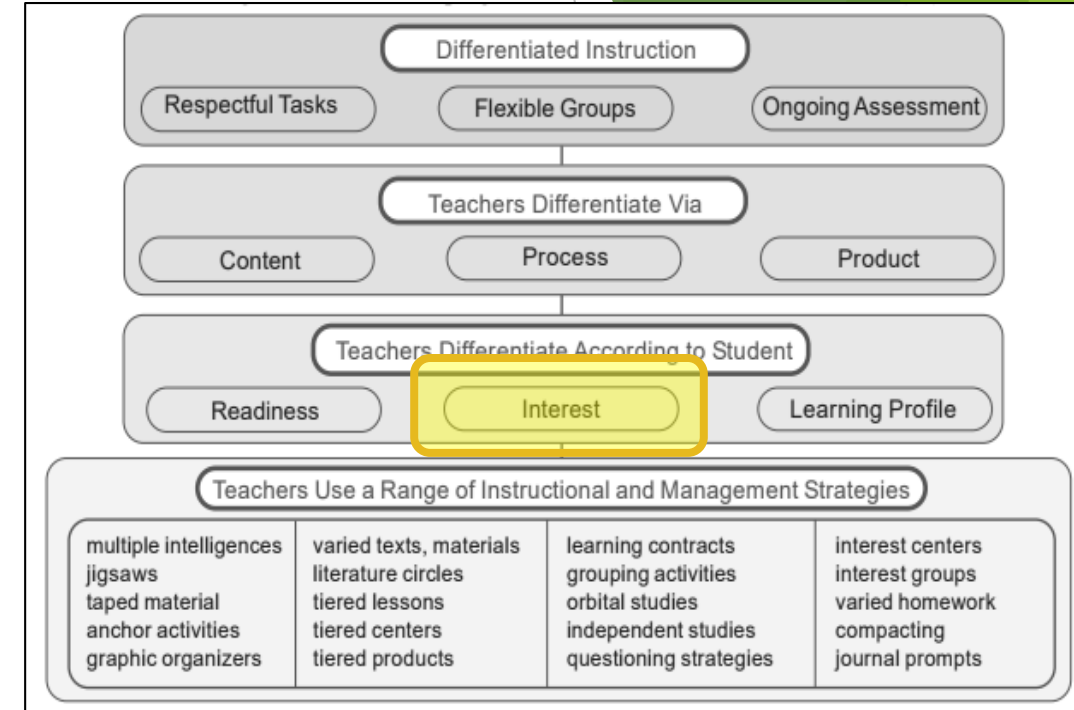 Differentiated Instruction
Respectful Tasks
Flexible Groups
Ongoing Assessment
Teachers Differentiate Via
Content
Process
Product
Teachers Differentiate According to Student
Readiness
Interest
Learning Profile
Teachers Use a Range of Instructional and Management Strategies
multiple intelligences
jigsaws
taped material
anchor activities
graphic organizers
varied texts, materials
literature circles
tiered lessons
tiered centers
tiered products
learning contracts
grouping activities
orbital studies
independent studies
questioning strategies
interest centers
interest groups
varied homework
compacting
journal prompts